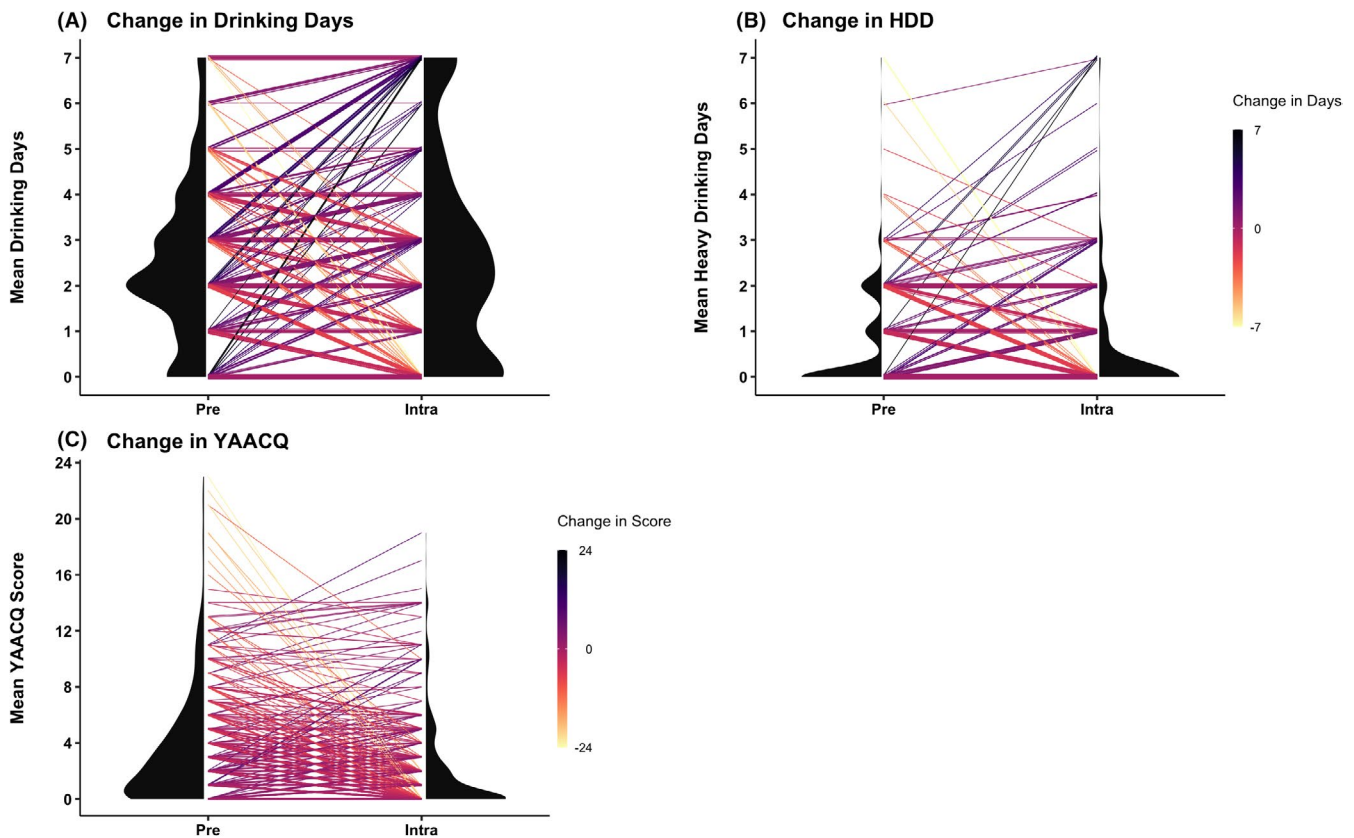 (A) Change in Drinking Days
Mean Drinking Days
7
6
5
4
3
2
1
0
Pre
Intra
(B) Change in HDD
Mean Heavy Drinking Days
7
6
5
4
3
2
1
0
Pre
Intra
Change in Days
7
0
-7
(C) Change in YAACQ
Mean YAACQ Score
24
20
16
12
8
4
0
Pre
Intra
Change in Score
24
0
-24